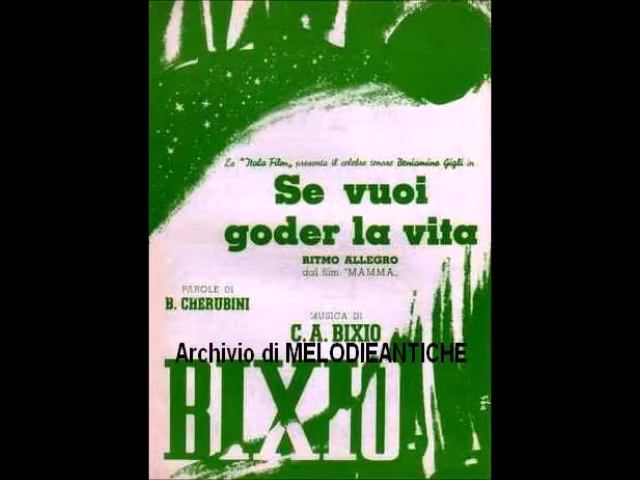 La "Itala Film„ presenta il celebre tenore Beniamino Gigli in
Se vuoi
goder la vita
RITMO ALLEGRO
dal film "MAMMA„
PAROLE DI
B. CHERUBINI
MUSICA DI
C. A. BIXIO
Archivio di MELODIEANTICHE
BIXIO